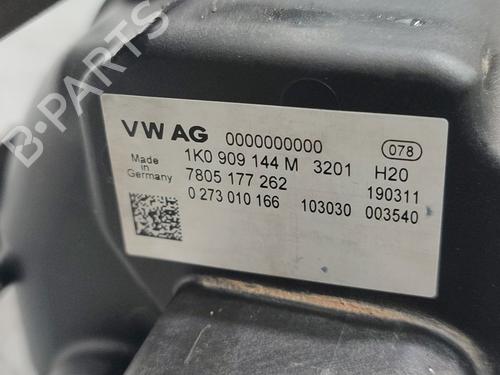 B-PARTS
VW AG 0000000000 078
Made in Germany
1K0 909 144 M 3201 H20
7805 177 262 190311
0 273 010 166 103030 003540